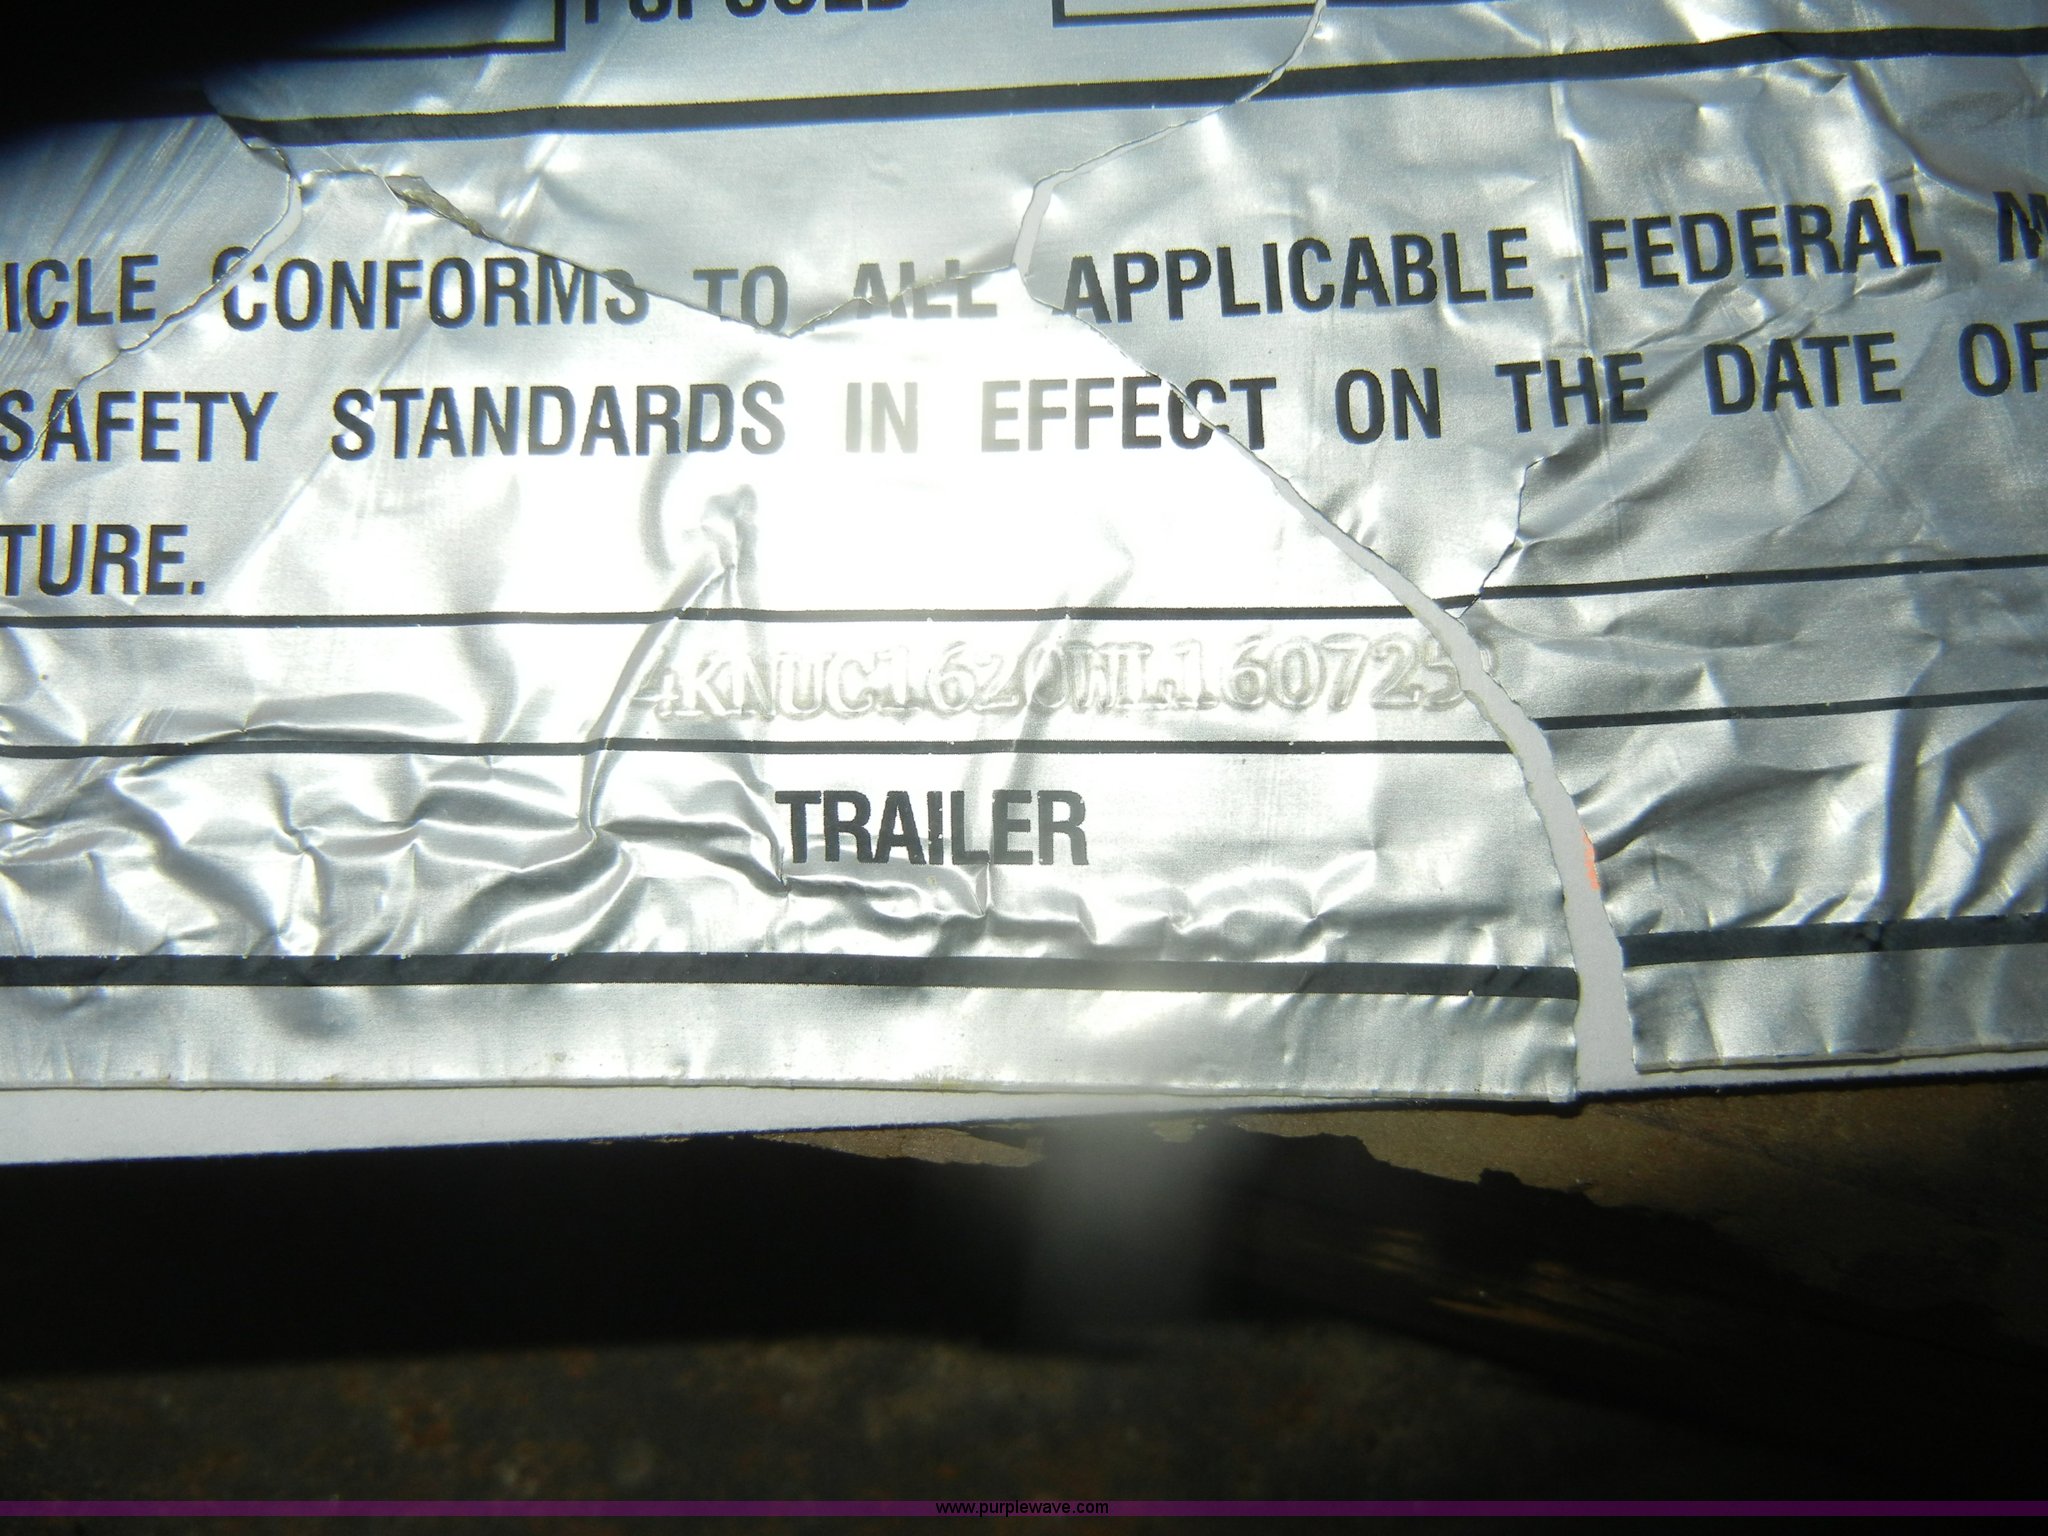 ICLE CONFORMS TO ALL APPLICABLE FEDERAL M
SAFETY STANDARDS IN EFFECT ON THE DATE OF
TURE.
TRAILER
www.purplewave.com